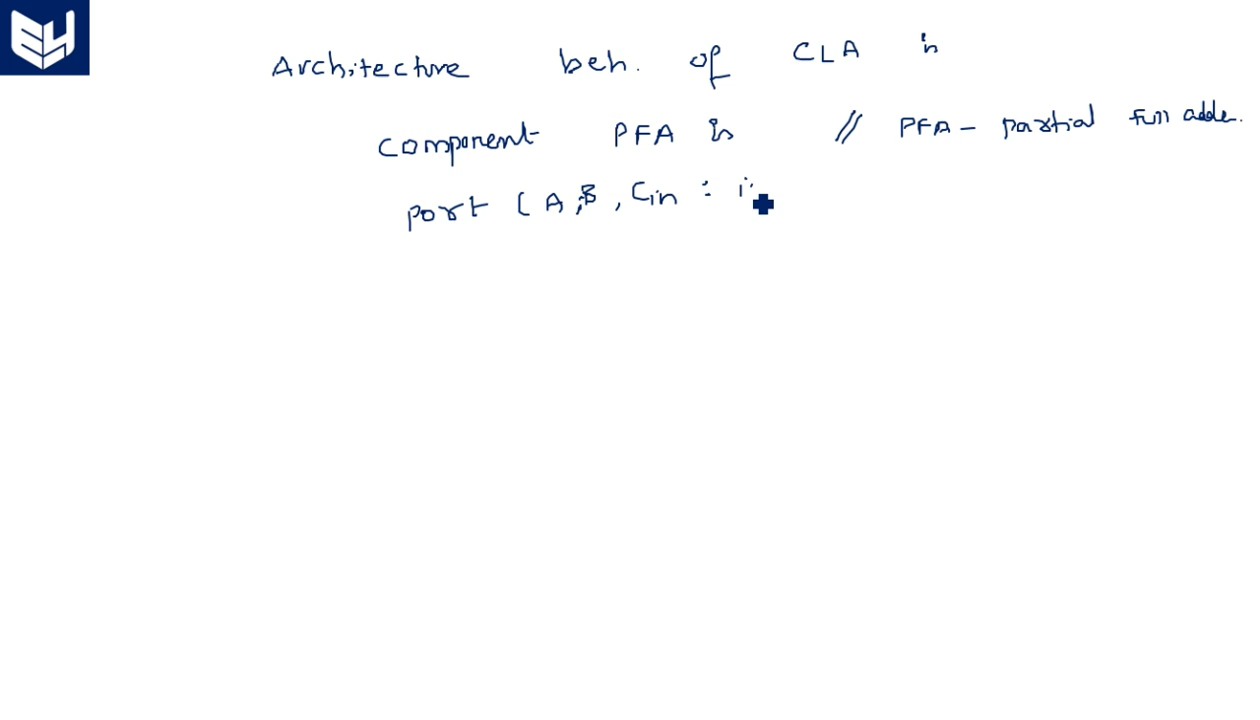 Architecture beh. of CLA is
component PFA is // PFA - partial full adder.
port ( A, B, Cin : i